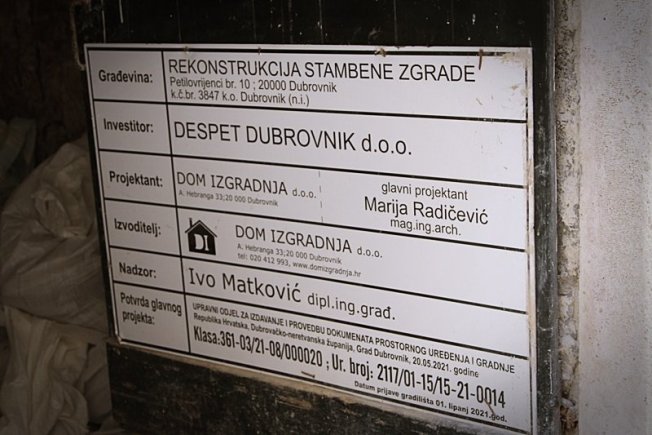 Građevina:
REKONSTRUKCIJA STAMBENE ZGRADE
Petilovrijenci br. 10 ; 20000 Dubrovnik
k.č.br. 3847 k.o. Dubrovnik (n.i.)
Investitor:
DESPET DUBROVNIK d.o.o.
Projektant:
DOM IZGRADNJA d.o.o.
A. Hebranga 33;20 000 Dubrovnik
glavni projektant
Marija Radičević
mag.ing.arch.
Izvoditelj:
DI
DOM IZGRADNJA d.o.o.
A. Hebranga 33;20 000 Dubrovnik
tel: 020 412 993, www.domizgradnja.hr
Nadzor:
Ivo Matković dipl.ing.građ.
Potvrda glavnog
projekta:
UPRAVNI ODJEL ZA IZDAVANJE I PROVEDBU DOKUMENATA PROSTORNOG UREĐENJA I GRADNJE
Republika Hrvatska, Dubrovačko-neretvanska županija, Grad Dubrovnik, 20.05.2021. godine
Klasa:361-03/21-08/000020 ; Ur. broj: 2117/01-15/15-21-0014
Datum prijave gradilišta 01. lipanj 2021.god.